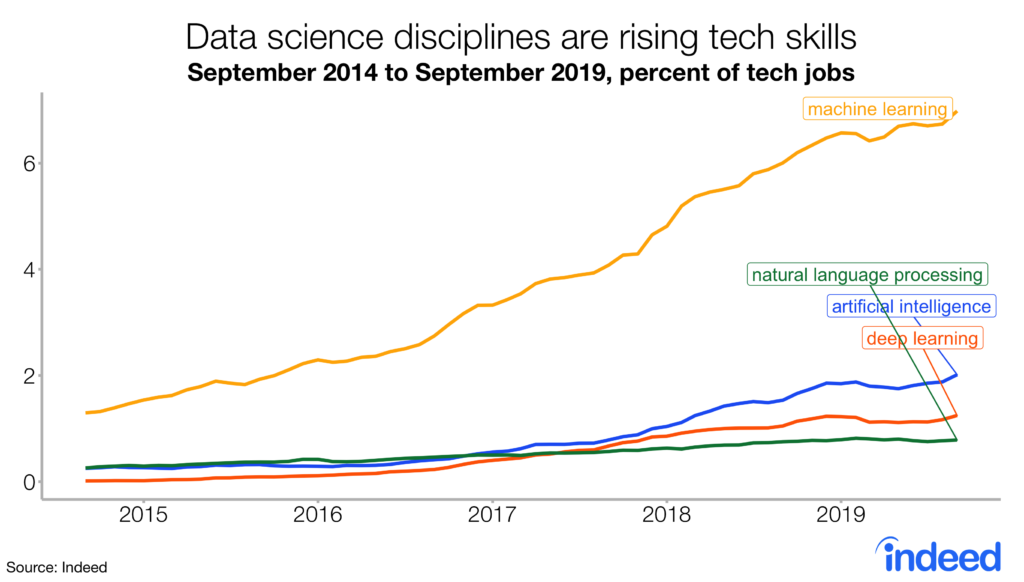 Data science disciplines are rising tech skills
September 2014 to September 2019, percent of tech jobs
machine learning
6
4
natural language processing
artificial intelligence
deep learning
2
0
2015 2016 2017 2018 2019
Source: Indeed
indeed